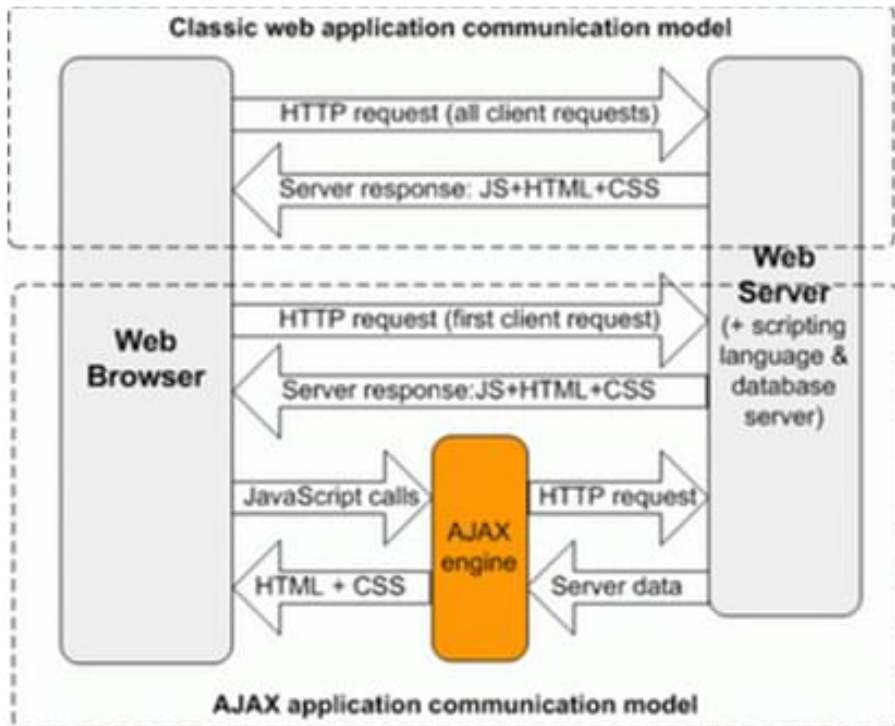 Classic web application communication model
HTTP request (all client requests)
Server response: JS+HTML+CSS
Web
Browser
Web
Server
(+ scripting
language &
database
server)
HTTP request (first client request)
Server response:JS+HTML+CSS
JavaScript calls
AJAX
engine
HTTP request
HTML + CSS
Server data
AJAX application communication model